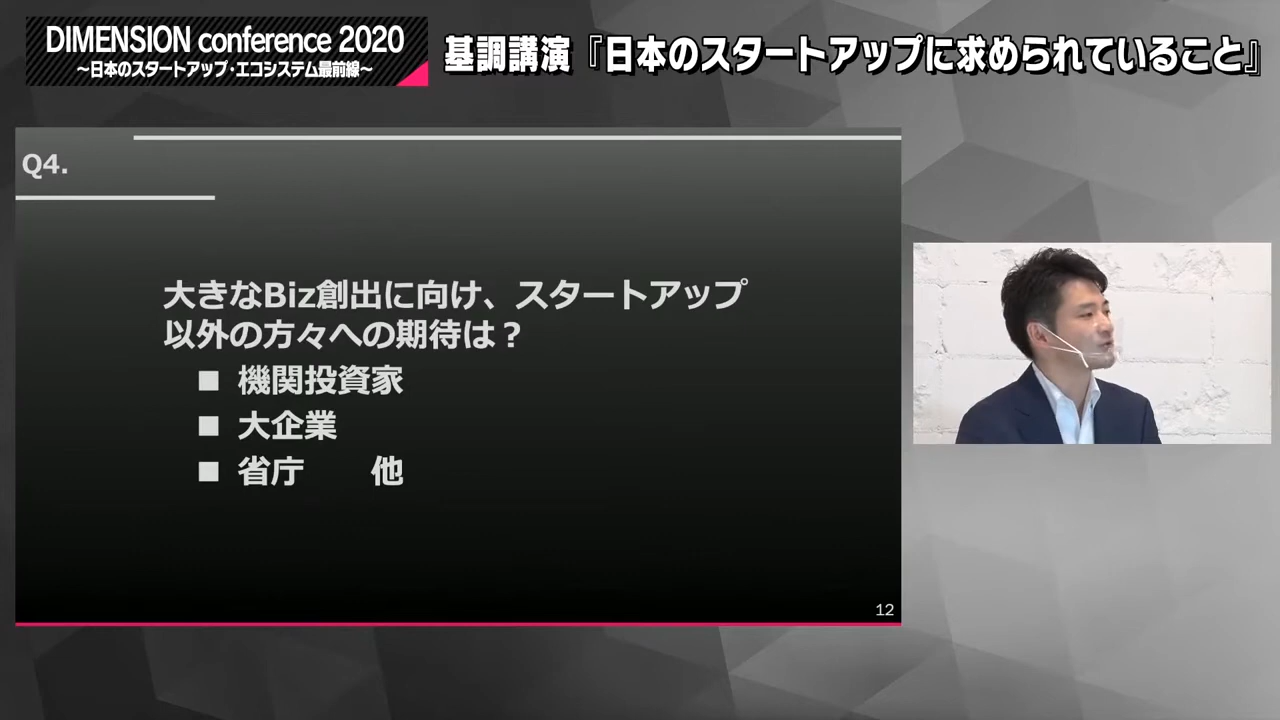 DIMENSION conference 2020
～日本のスタートアップ・エコシステム最前線～
基調講演『日本のスタートアップに求められていること』
Q4.
大きなBiz創出に向け、スタートアップ
以外の方々への期待は？
■ 機関投資家
■ 大企業
■ 省庁　　他
12